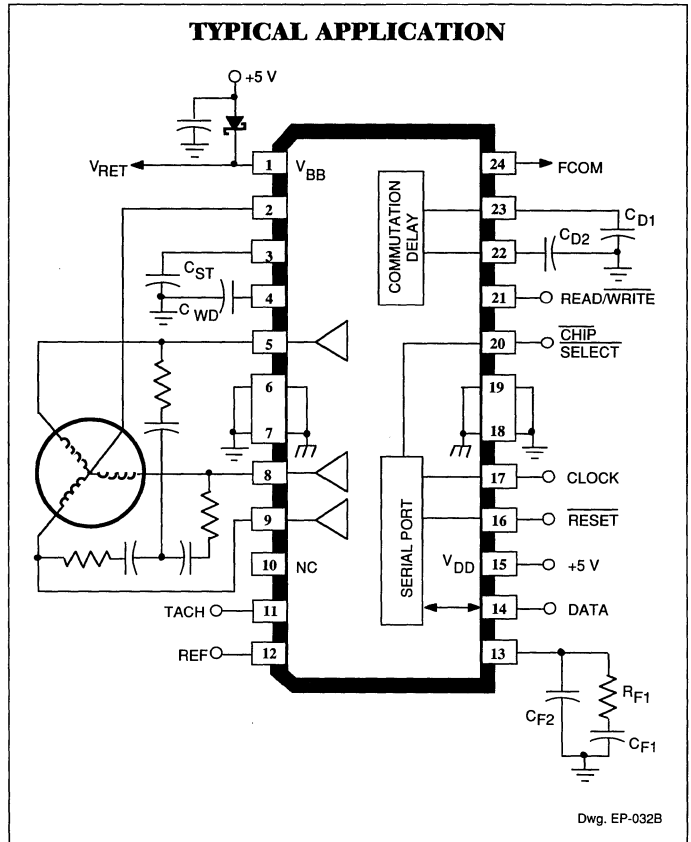 TYPICAL APPLICATION
+5 V
VRET
1
VBB
24
FCOM
2
23
CD1
3
CST
COMMUTATION
DELAY
22
CD2
4
CWD
21
READ/WRITE
5
20
CHIP
SELECT
6
19
7
18
8
17
CLOCK
9
16
RESET
SERIAL PORT
10
NC
VDD
15
+5 V
TACH
11
14
DATA
REF
12
13
RF1
CF2
CF1
Dwg. EP-032B